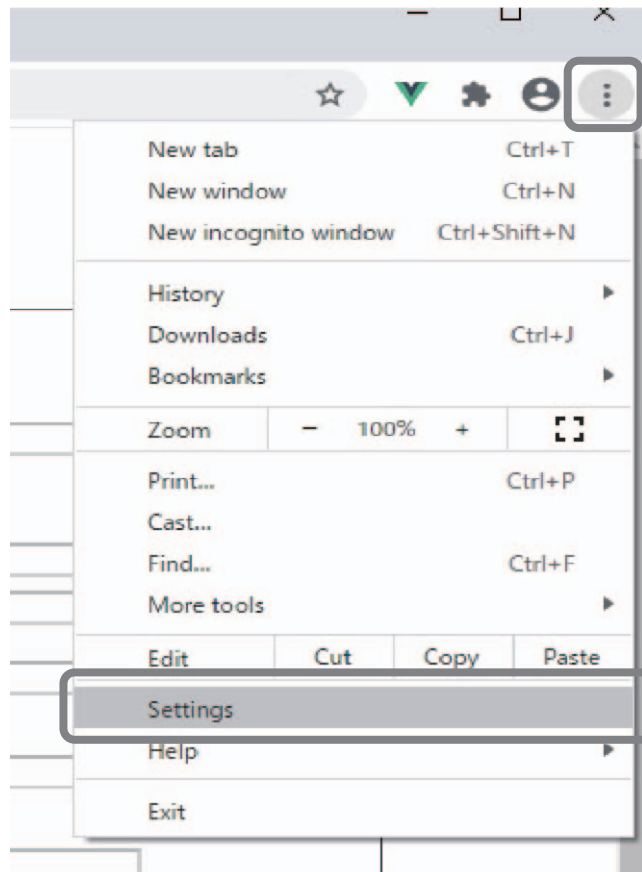 New tab Ctrl+T
New window Ctrl+N
New incognito window Ctrl+Shift+N
History
Downloads Ctrl+J
Bookmarks
Zoom − 100% +
Print... Ctrl+P
Cast...
Find... Ctrl+F
More tools
Edit Cut Copy Paste
Settings
Help
Exit